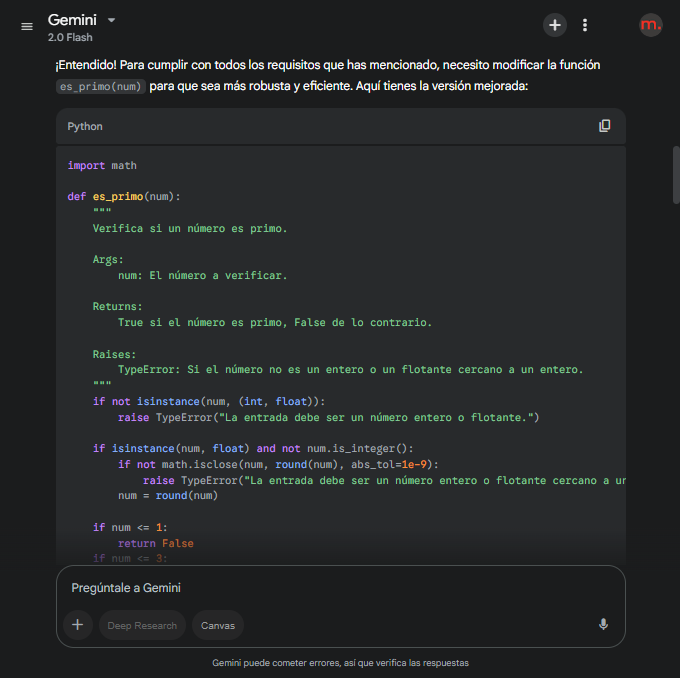 Gemini
2.0 Flash
m.
¡Entendido! Para cumplir con todos los requisitos que has mencionado, necesito modificar la función
es_primo(num) para que sea más robusta y eficiente. Aquí tienes la versión mejorada:
Python
import math
def es_primo(num):
    """
    Verifica si un número es primo.
    Args:
        num: El número a verificar.
    Returns:
        True si el número es primo, False de lo contrario.
    Raises:
        TypeError: Si el número no es un entero o un flotante cercano a un entero.
    """
    if not isinstance(num, (int, float)):
        raise TypeError("La entrada debe ser un número entero o flotante.")
    if isinstance(num, float) and not num.is_integer():
        if not math.isclose(num, round(num), abs_tol=1e-9):
            raise TypeError("La entrada debe ser un número entero o flotante cercano a ur
        num = round(num)
    if num <= 1:
        return False
    if num <= 3:
Pregúntale a Gemini
Deep Research
Canvas
Gemini puede cometer errores, así que verifica las respuestas